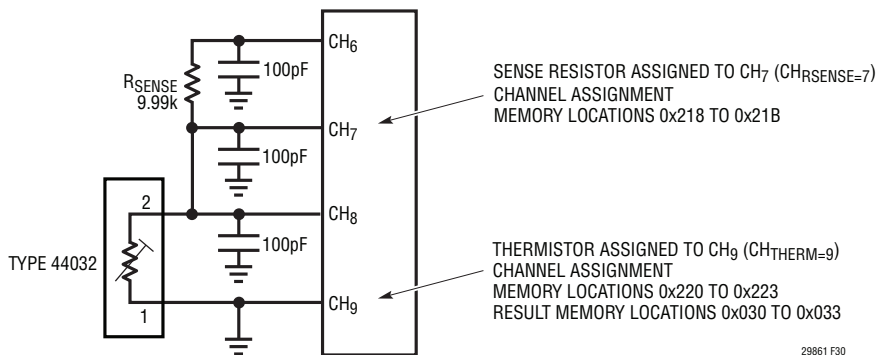 CH6
100pF
RSENSE
9.99k
SENSE RESISTOR ASSIGNED TO CH7 (CHRSENSE=7)
CHANNEL ASSIGNMENT
MEMORY LOCATIONS 0x218 TO 0x21B
CH7
100pF
2
CH8
100pF
TYPE 44032
THERMISTOR ASSIGNED TO CH9 (CHTHERM=9)
CHANNEL ASSIGNMENT
MEMORY LOCATIONS 0x220 TO 0x223
RESULT MEMORY LOCATIONS 0x030 TO 0x033
1
CH9
29861 F30